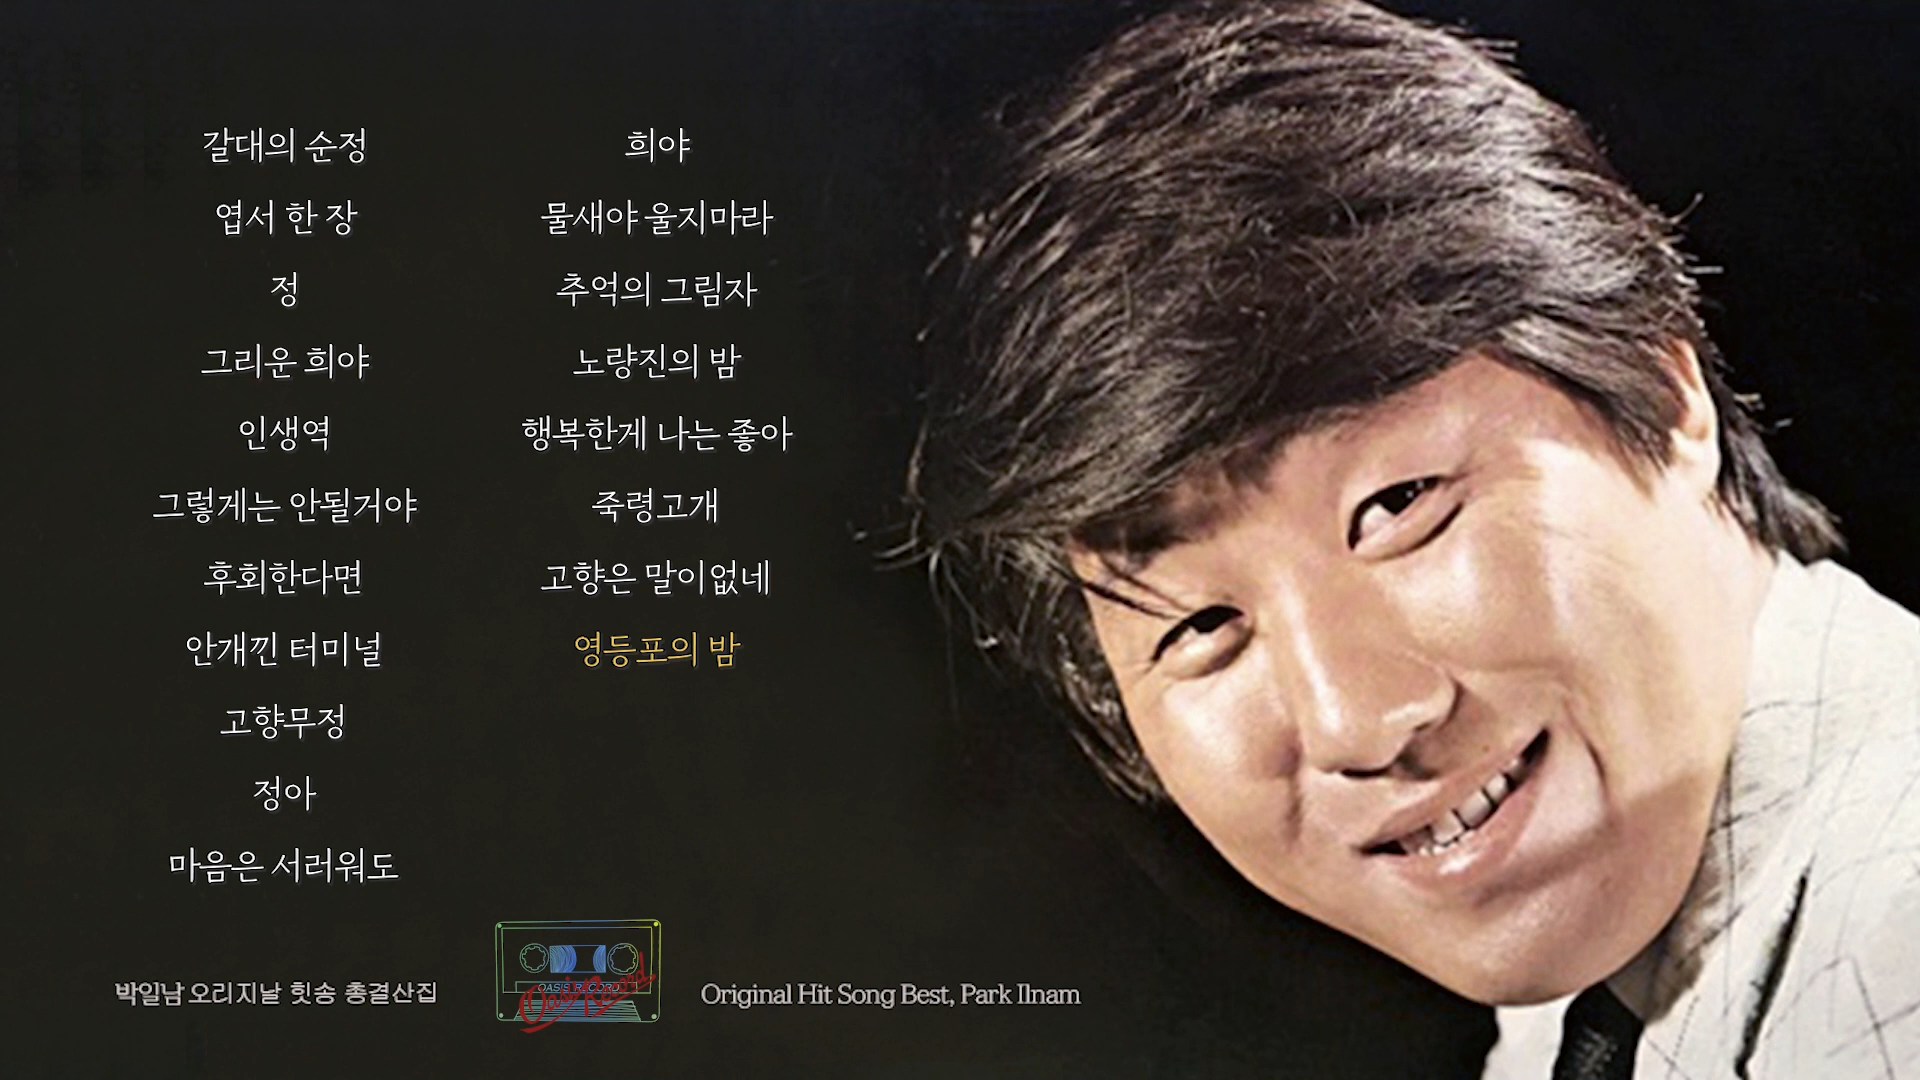 갈대의 순정
엽서 한 장
정
그리운 희야
인생역
그렇게는 안될거야
후회한다면
안개낀 터미널
고향무정
정아
마음은 서러워도
희야
물새야 울지마라
추억의 그림자
노량진의 밤
행복한게 나는 좋아
죽령고개
고향은 말이없네
영등포의 밤
박일남 오리지날 힛송 총결산집
OASIS RECORD
Oasis Record
Original Hit Song Best, Park Ilnam